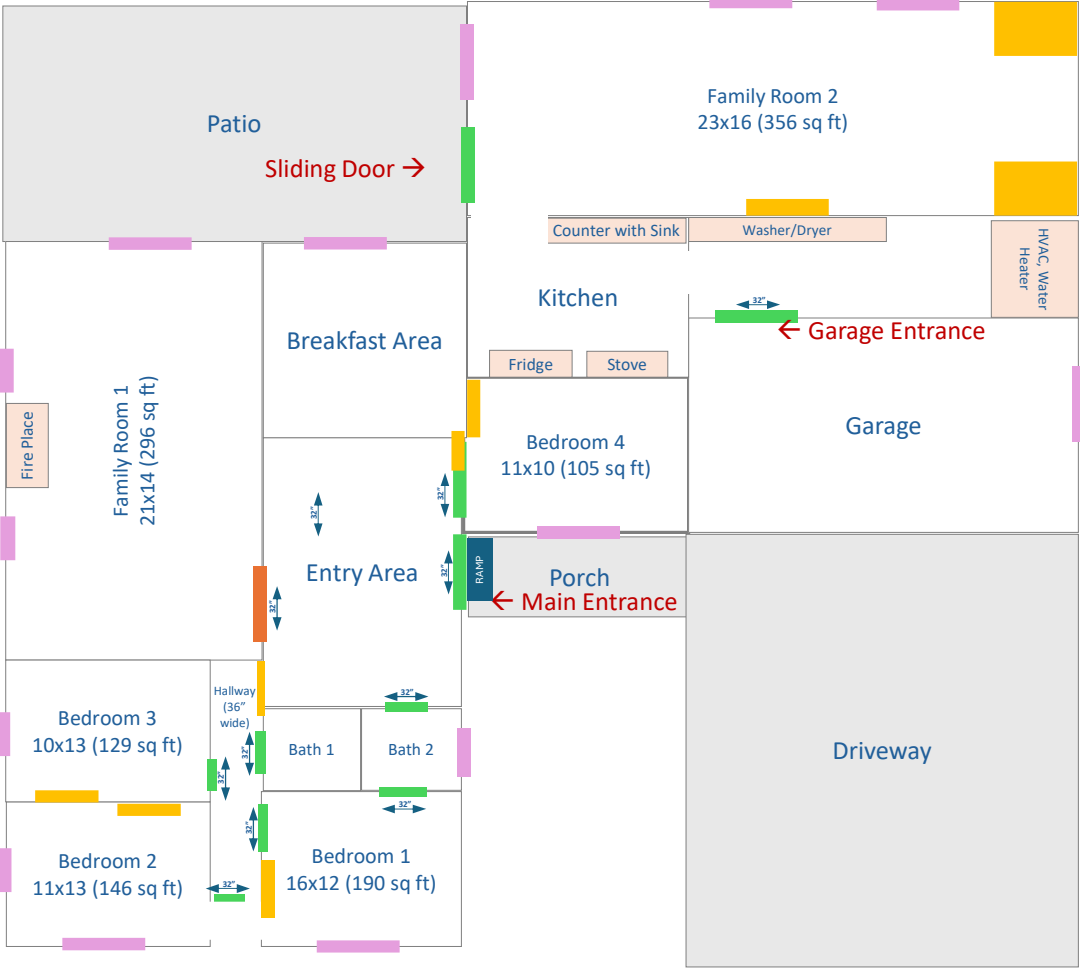 Patio
Sliding Door →
Family Room 2
23x16 (356 sq ft)
Counter with Sink
Washer/Dryer
HVAC, Water
Heater
Kitchen
32"
← Garage Entrance
Breakfast Area
Fridge
Stove
Family Room 1
21x14 (296 sq ft)
Fire Place
Bedroom 4
11x10 (105 sq ft)
Garage
32"
32"
Entry Area
32"
RAMP
Porch
← Main Entrance
32"
Hallway
(36"
wide)
32"
Bedroom 3
10x13 (129 sq ft)
32"
Bath 1
Bath 2
Driveway
32"
32"
32"
Bedroom 2
11x13 (146 sq ft)
32"
Bedroom 1
16x12 (190 sq ft)